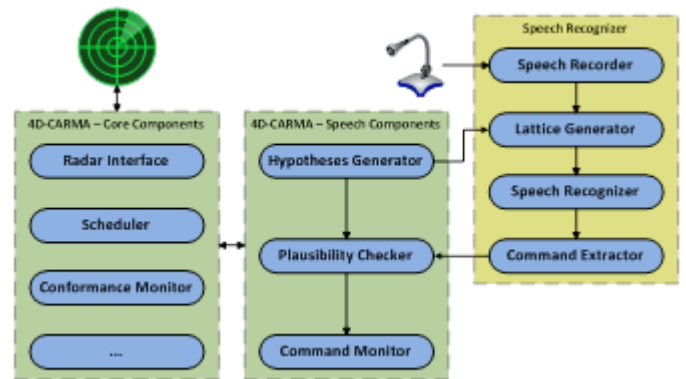 Speech Recognizer
Speech Recorder
Lattice Generator
Speech Recognizer
Command Extractor
4D-CARMA – Core Components
Radar Interface
Scheduler
Conformance Monitor
...
4D-CARMA – Speech Components
Hypotheses Generator
Plausibility Checker
Command Monitor